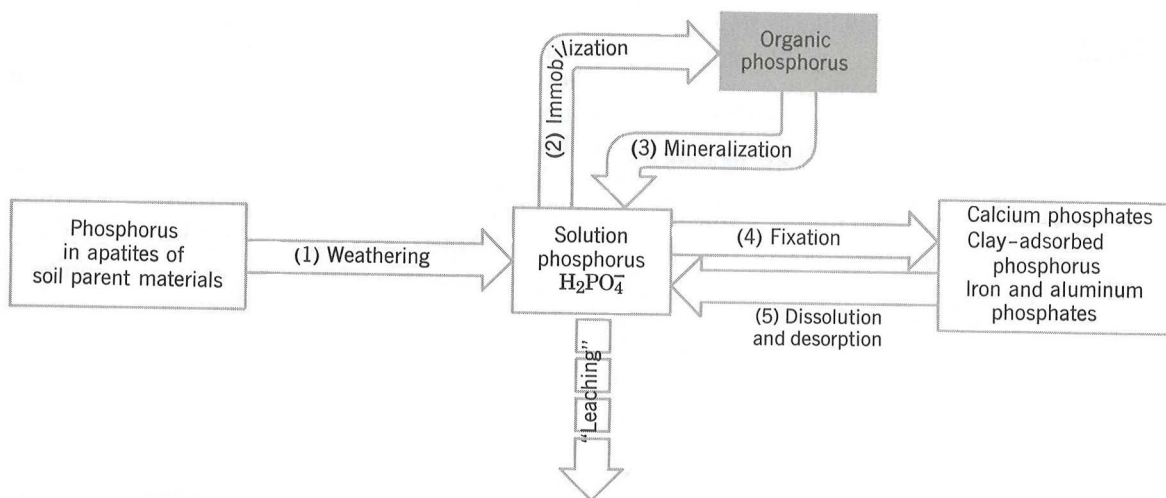 (2) Immobilization
Organic
phosphorus
(3) Mineralization
Phosphorus
in apatites of
soil parent materials
(1) Weathering
Solution
phosphorus
H₂PO₄⁻
(4) Fixation
Calcium phosphates
Clay-adsorbed
phosphorus
Iron and aluminum
phosphates
(5) Dissolution
and desorption
"Leaching"